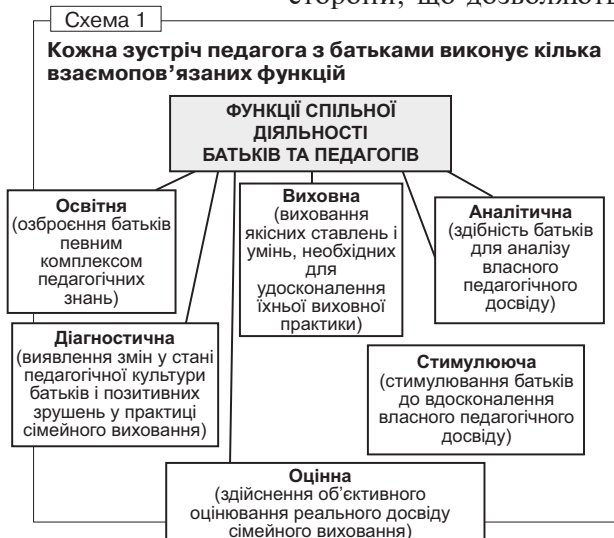 сторони, що дозволяють
Схема 1
Кожна зустріч педагога з батьками виконує кілька
взаємопов’язаних функцій
ФУНКЦІЇ СПІЛЬНОЇ
ДІЯЛЬНОСТІ
БАТЬКІВ ТА ПЕДАГОГІВ
Освітня
(озброєння батьків
певним
комплексом
педагогічних
знань)
Виховна
(виховання
якісних ставлень і
умінь, необхідних
для
удосконалення
їхньої виховної
практики)
Аналітична
(здібність батьків
для аналізу
власного
педагогічного
досвіду)
Діагностична
(виявлення змін у стані
педагогічної культури
батьків і позитивних
зрушень у практиці
сімейного виховання)
Стимулююча
(стимулювання батьків
до вдосконалення
власного педагогічного
досвіду)
Оцінна
(здійснення об’єктивного
оцінювання реального досвіду
сімейного виховання)